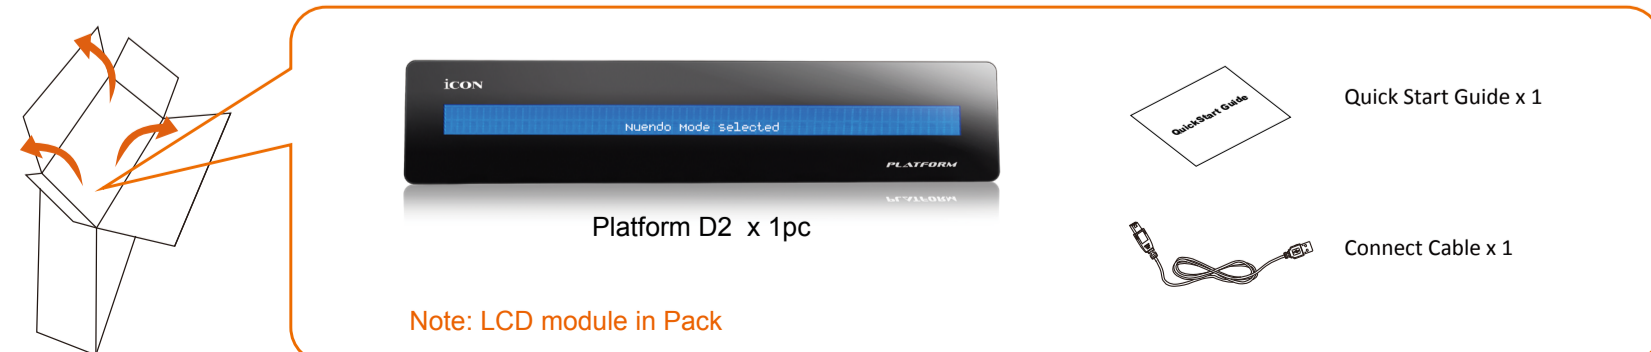 iCON
Nuendo Mode Selected
PLATFORM
Platform D2 x 1pc
Note: LCD module in Pack
QuickStart Guide
Quick Start Guide x 1
Connect Cable x 1